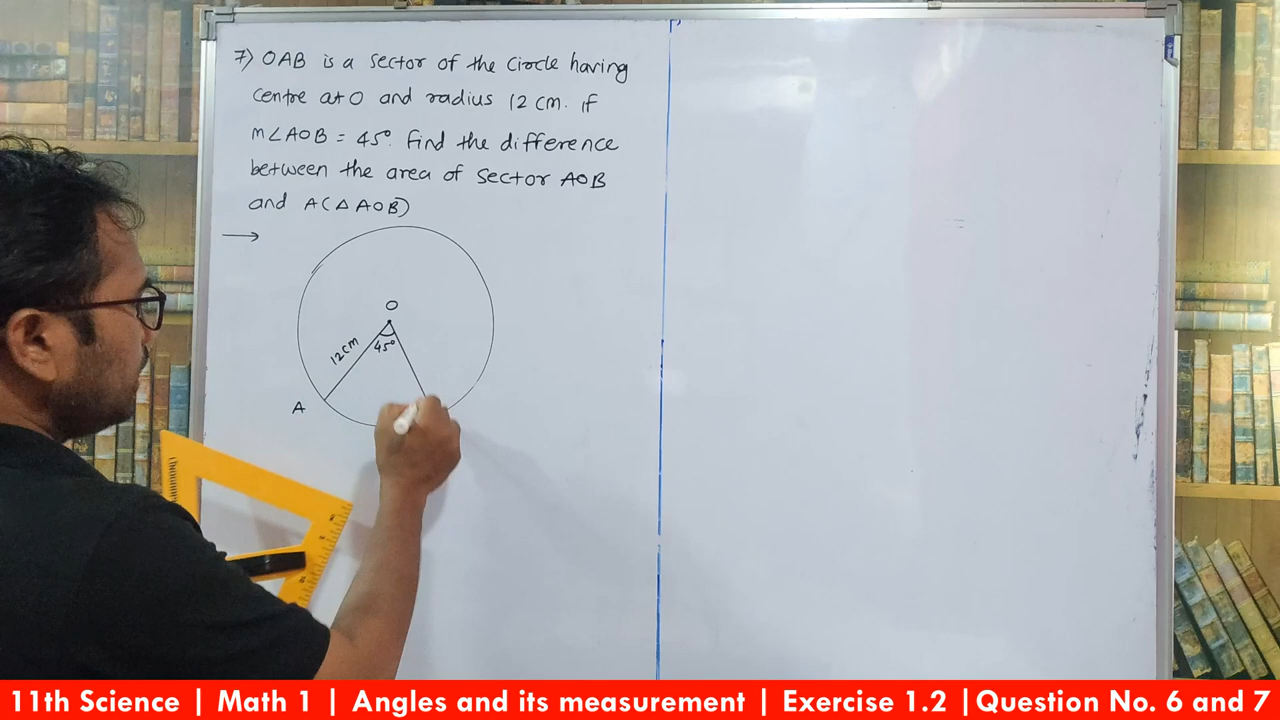 7) OAB is a sector of the circle having
centre at O and radius 12 cm. if
m∠AOB = 45°. find the difference
between the area of sector AOB
and A(△AOB)
→
O
12 cm
45°
A
11th Science | Math 1 | Angles and its measurement | Exercise 1.2 |Question No. 6 and 7